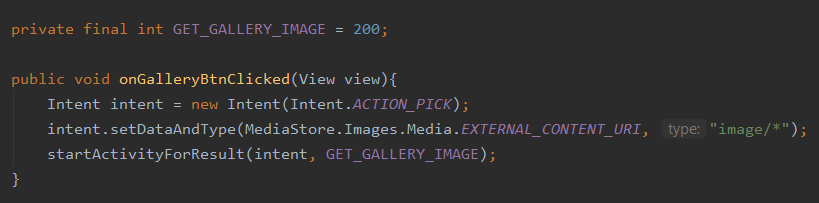 private final int GET_GALLERY_IMAGE = 200;
public void onGalleryBtnClicked(View view){
Intent intent = new Intent(Intent.ACTION_PICK);
intent.setDataAndType(MediaStore.Images.Media.EXTERNAL_CONTENT_URI, type: "image/*");
startActivityForResult(intent, GET_GALLERY_IMAGE);
}